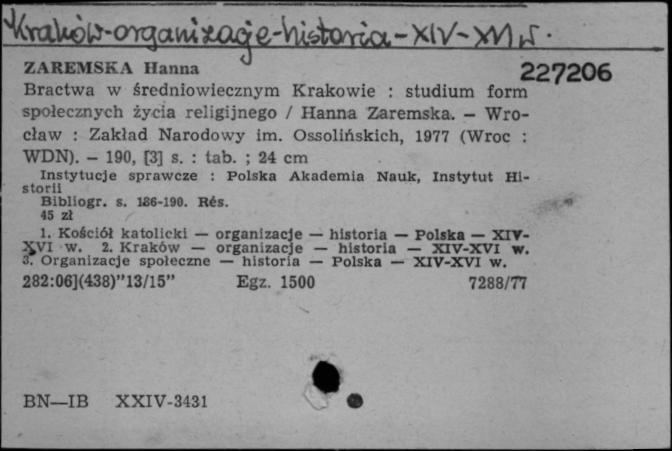 Kraków-organizacje-historia-XIV-XVI w.
ZAREMSKA Hanna 227206
Bractwa w średniowiecznym Krakowie : studium form
społecznych życia religijnego / Hanna Zaremska. — Wro-
cław : Zakład Narodowy im. Ossolińskich, 1977 (Wroc :
WDN). — 190, [3] s. : tab. ; 24 cm
Instytucje sprawcze : Polska Akademia Nauk, Instytut Hi-
storii
Bibliogr. s. 186-190. Rés.
45 zł
1. Kościół katolicki — organizacje — historia — Polska — XIV-
XVI w. 2. Kraków — organizacje — historia — XIV-XVI w.
3. Organizacje społeczne — historia — Polska — XIV-XVI w.
282:06](438)"13/15" Egz. 1500 7288/77
BN—IB XXIV-3431